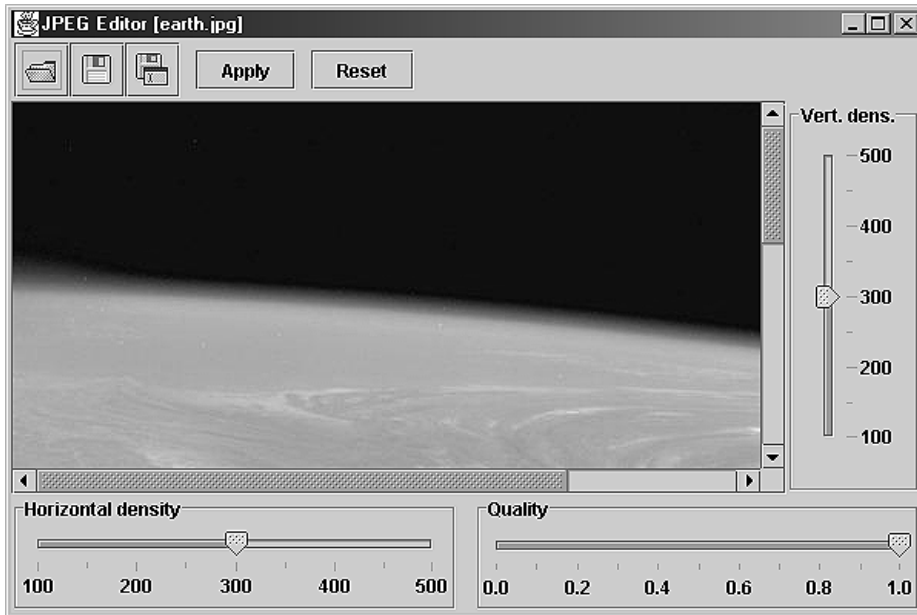 JPEG Editor [earth.jpg]
Apply Reset
Vert. dens.
500
400
300
200
100
Horizontal density
100 200 300 400 500
Quality
0.0 0.2 0.4 0.6 0.8 1.0